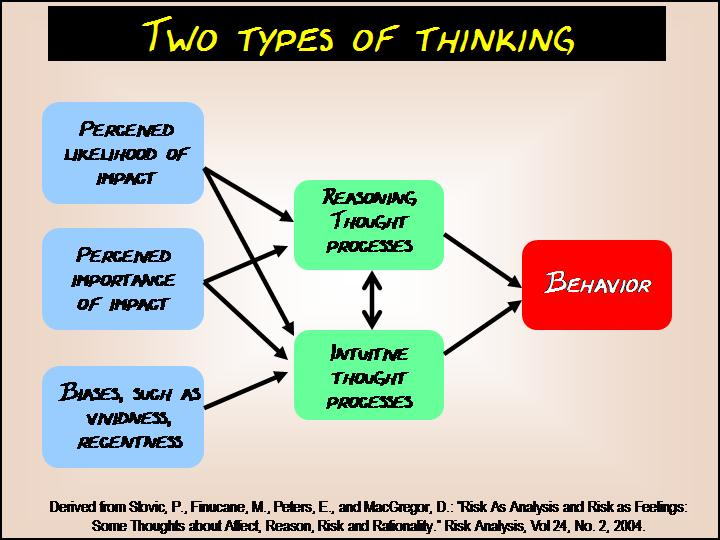 Two types of thinking
Perceived
likelihood of
impact
Perceived
importance
of impact
Biases, such as
vividness,
recentness
Reasoning
Thought
processes
Intuitive
thought
processes
Behavior
Derived from Slovic, P., Finucane, M., Peters, E., and MacGregor, D.: "Risk As Analysis and Risk as Feelings:
Some Thoughts about Affect, Reason, Risk and Rationality." Risk Analysis, Vol 24, No. 2, 2004.